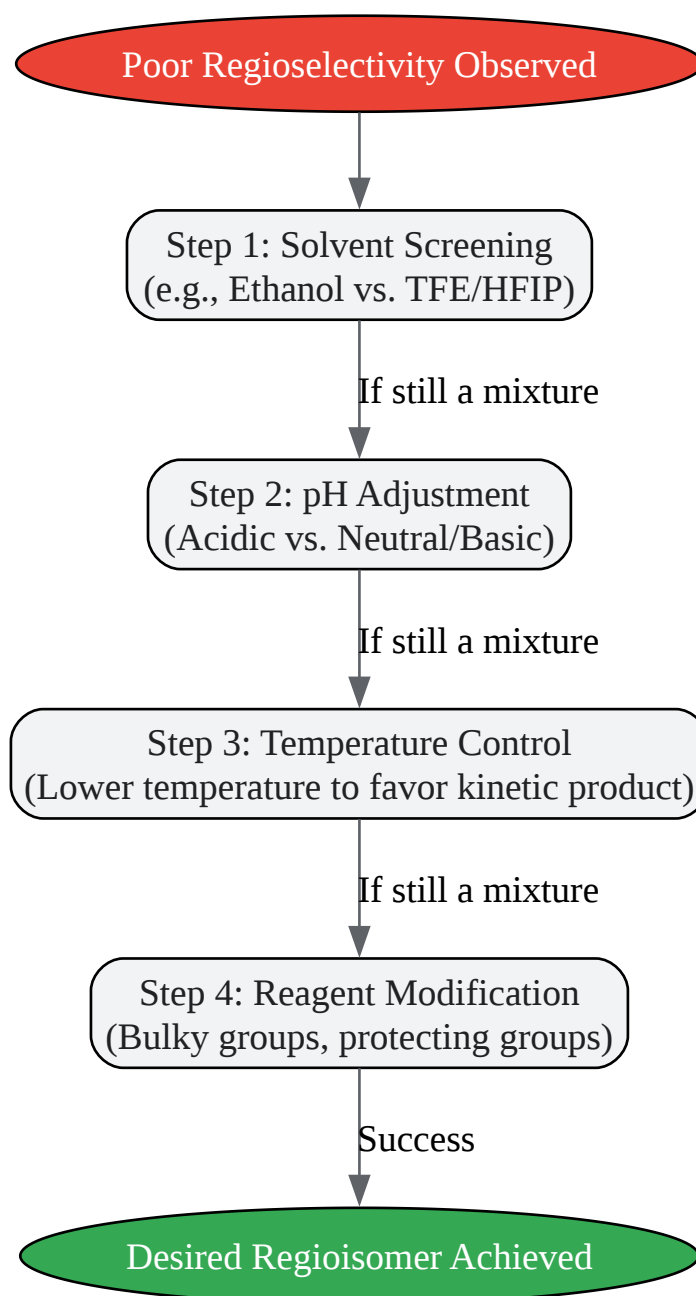 Poor Regioselectivity Observed
Step 1: Solvent Screening
(e.g., Ethanol vs. TFE/HFIP)
If still a mixture
Step 2: pH Adjustment
(Acidic vs. Neutral/Basic)
If still a mixture
Step 3: Temperature Control
(Lower temperature to favor kinetic product)
If still a mixture
Step 4: Reagent Modification
(Bulky groups, protecting groups)
Success
Desired Regioisomer Achieved